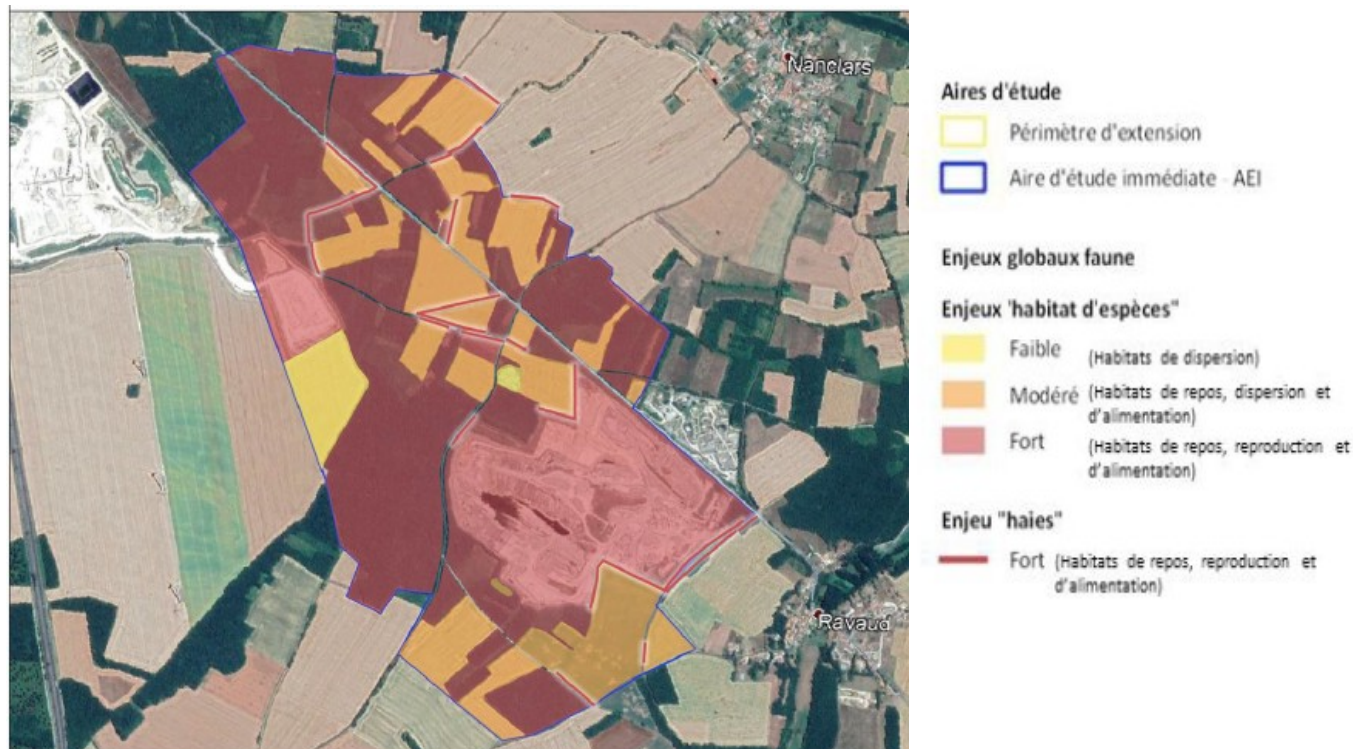 Nanclars
Ravaud
Aires d'étude
Périmètre d'extension
Aire d'étude immédiate - AEI
Enjeux globaux faune
Enjeux 'habitat d'espèces"
Faible (Habitats de dispersion)
Modéré (Habitats de repos, dispersion et
d'alimentation)
Fort (Habitats de repos, reproduction et
d'alimentation)
Enjeu "haies"
Fort (Habitats de repos, reproduction et
d'alimentation)